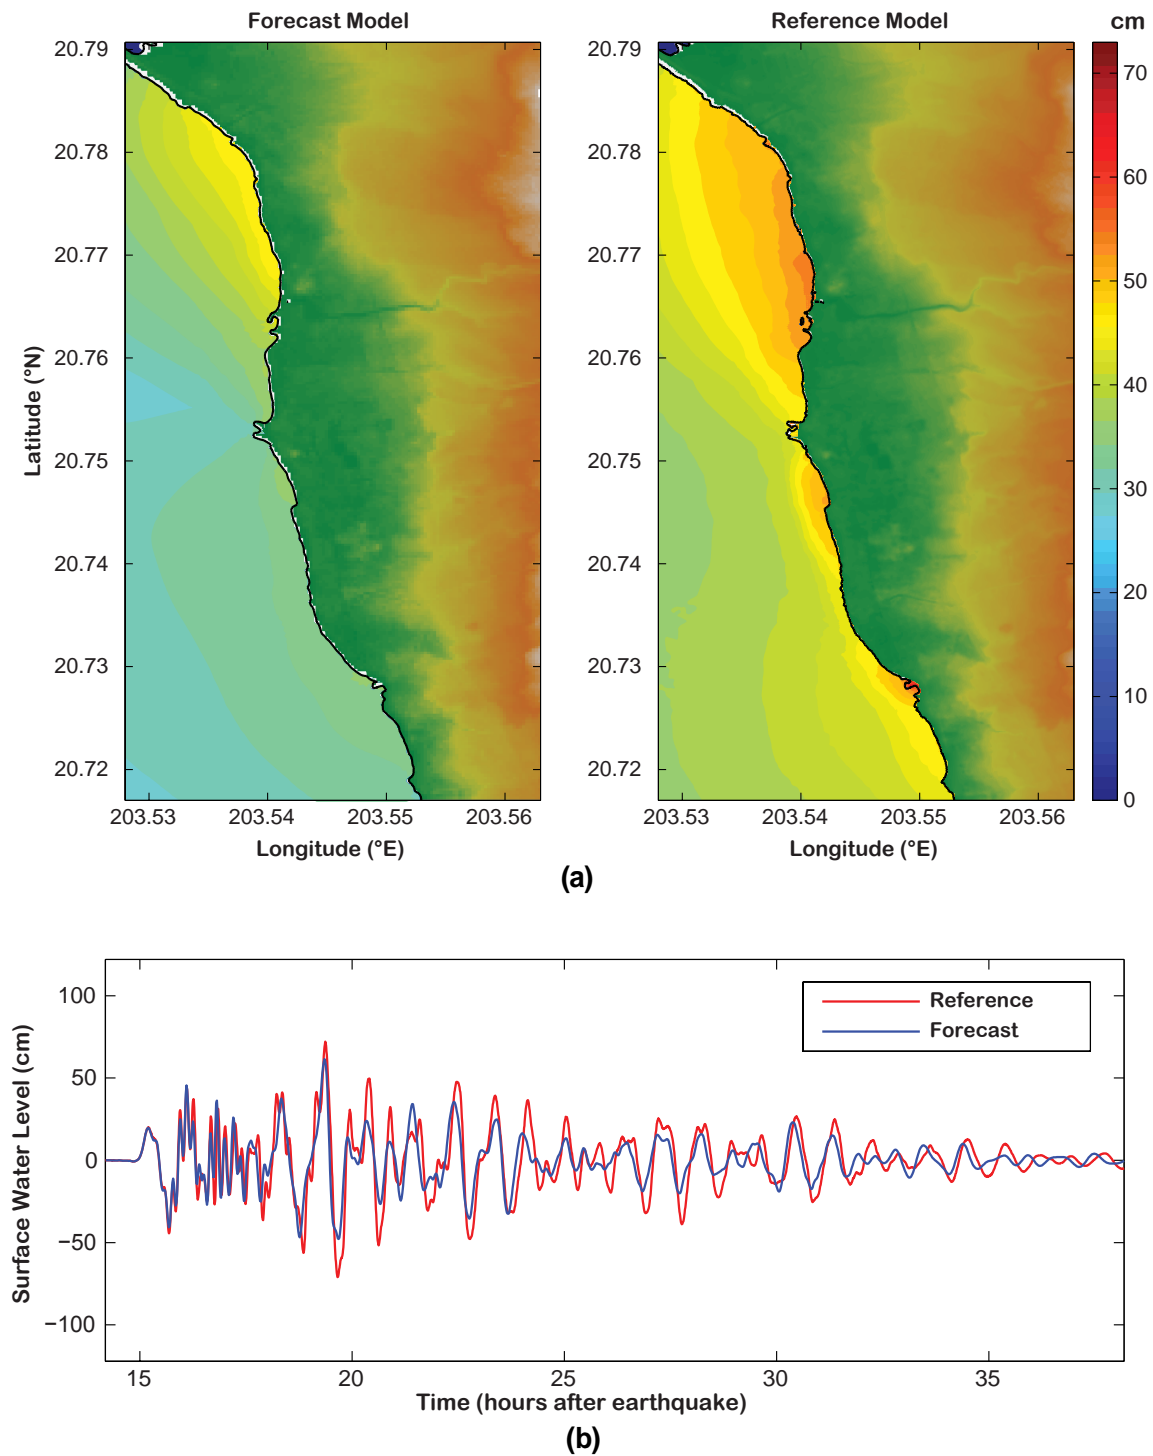 Forecast Model
Reference Model
cm
20.79
20.78
20.77
20.76
20.75
20.74
20.73
20.72
Latitude (°N)
203.53 203.54 203.55 203.56
Longitude (°E)
20.79
20.78
20.77
20.76
20.75
20.74
20.73
20.72
203.53 203.54 203.55 203.56
Longitude (°E)
70
60
50
40
30
20
10
0
(a)
Surface Water Level (cm)
100
50
0
−50
−100
Reference
Forecast
15 20 25 30 35
Time (hours after earthquake)
(b)